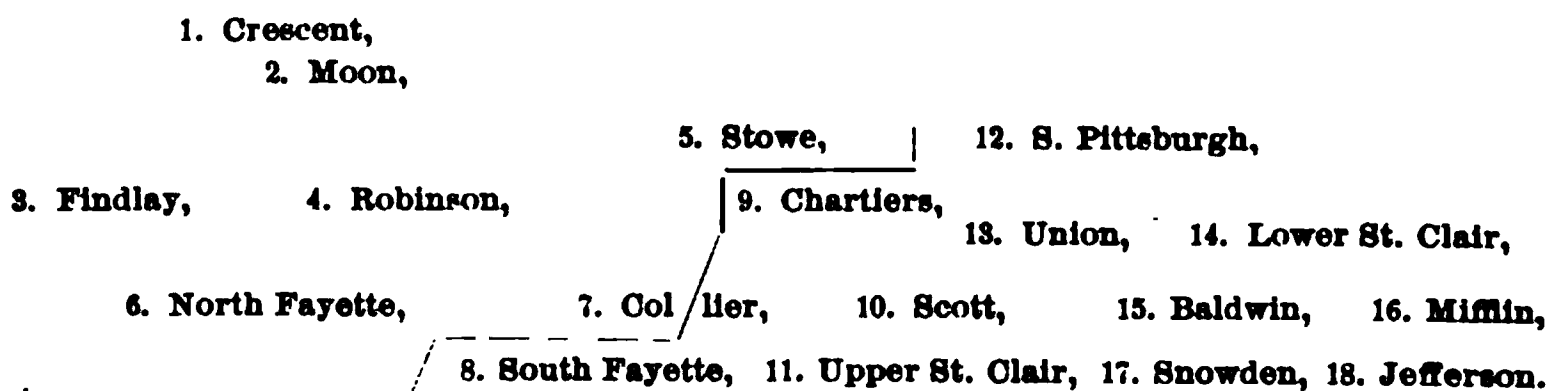 1. Crescent,
2. Moon,
5. Stowe, 12. S. Pittsburgh,
3. Findlay, 4. Robinson, 9. Chartiers,
13. Union, 14. Lower St. Clair,
6. North Fayette, 7. Collier, 10. Scott, 15. Baldwin, 16. Mifflin,
8. South Fayette, 11. Upper St. Clair, 17. Snowden, 18. Jefferson.